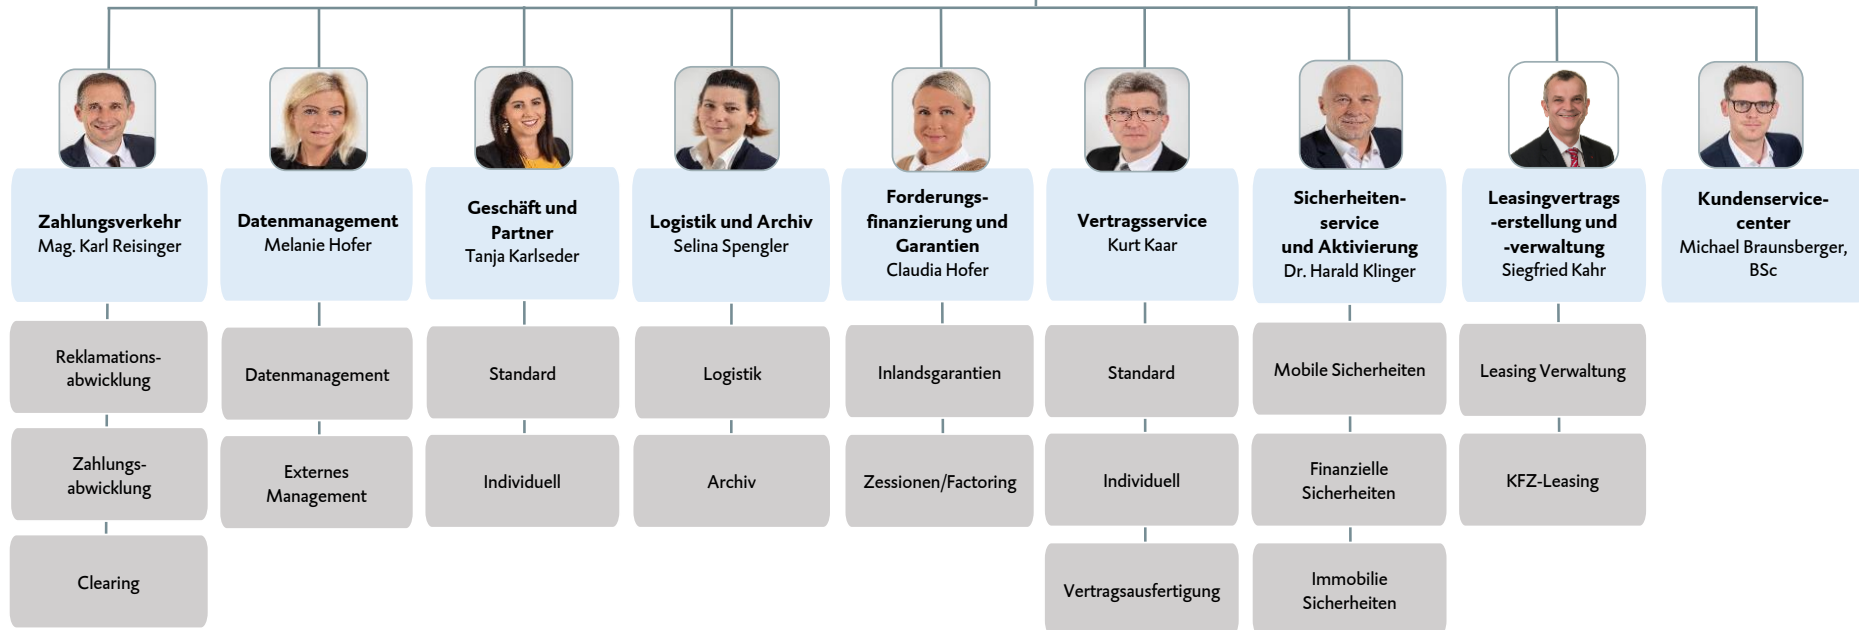 Zahlungsverkehr
Mag. Karl Reisinger
Datenmanagement
Melanie Hofer
Geschäft und
Partner
Tanja Karlseder
Logistik und Archiv
Selina Spengler
Forderungs-
finanzierung und
Garantien
Claudia Hofer
Vertragsservice
Kurt Kaar
Sicherheiten-
service
und Aktivierung
Dr. Harald Klinger
Leasingvertrags
-erstellung und
-verwaltung
Siegfried Kahr
Kundenservice-
center
Michael Braunsberger,
BSc
Reklamations-
abwicklung
Zahlungs-
abwicklung
Clearing
Datenmanagement
Externes
Management
Standard
Individuell
Logistik
Archiv
Inlandsgarantien
Zessionen/Factoring
Standard
Individuell
Vertragsausfertigung
Mobile Sicherheiten
Finanzielle
Sicherheiten
Immobilie
Sicherheiten
Leasing Verwaltung
KFZ-Leasing